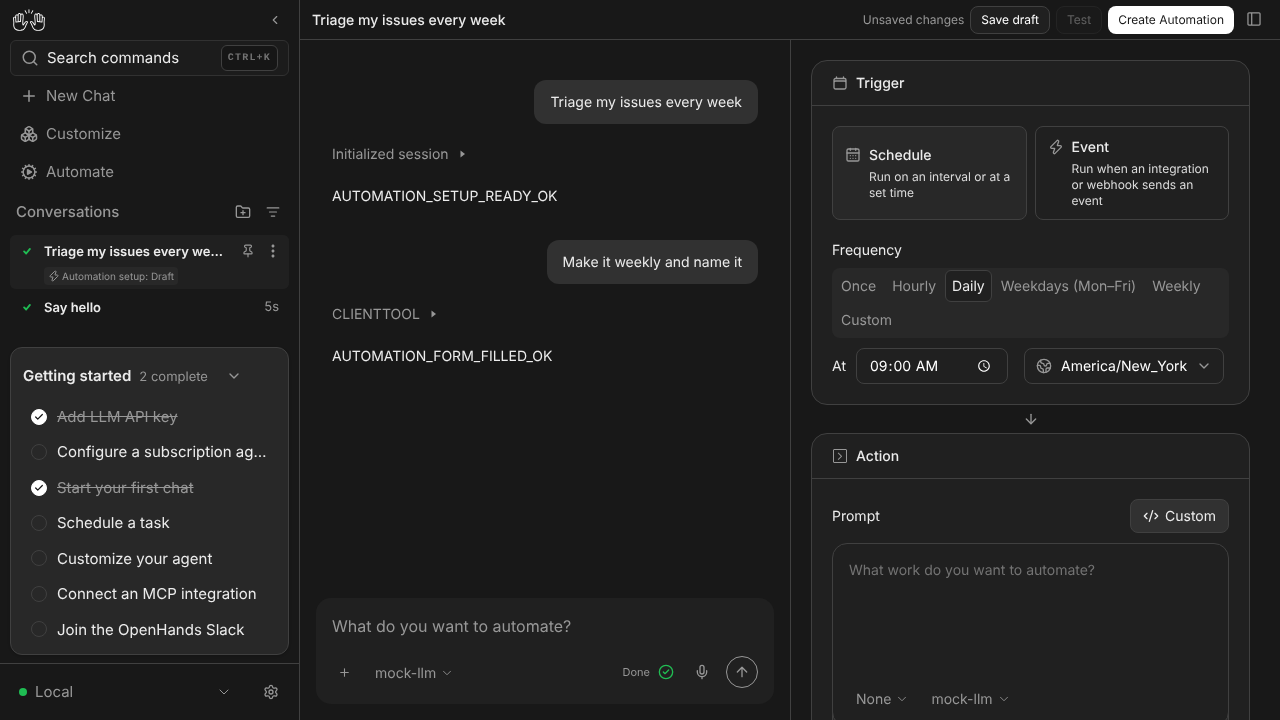 Search commands
CTRL+K
New Chat
Customize
Automate
Conversations
Triage my issues every we...
Automation setup: Draft
Say hello
5s
Getting started 2 complete
Add LLM API key
Configure a subscription ag...
Start your first chat
Schedule a task
Customize your agent
Connect an MCP integration
Join the OpenHands Slack
Local
Triage my issues every week
Unsaved changes
Save draft
Test
Create Automation
Triage my issues every week
Initialized session
AUTOMATION_SETUP_READY_OK
Make it weekly and name it
CLIENTTOOL
AUTOMATION_FORM_FILLED_OK
What do you want to automate?
mock-llm
Done
Trigger
Schedule
Run on an interval or at a
set time
Event
Run when an integration
or webhook sends an
event
Frequency
Once Hourly Daily Weekdays (Mon–Fri) Weekly
Custom
At 09:00 AM America/New_York
Action
Prompt
Custom
What work do you want to automate?
None mock-llm